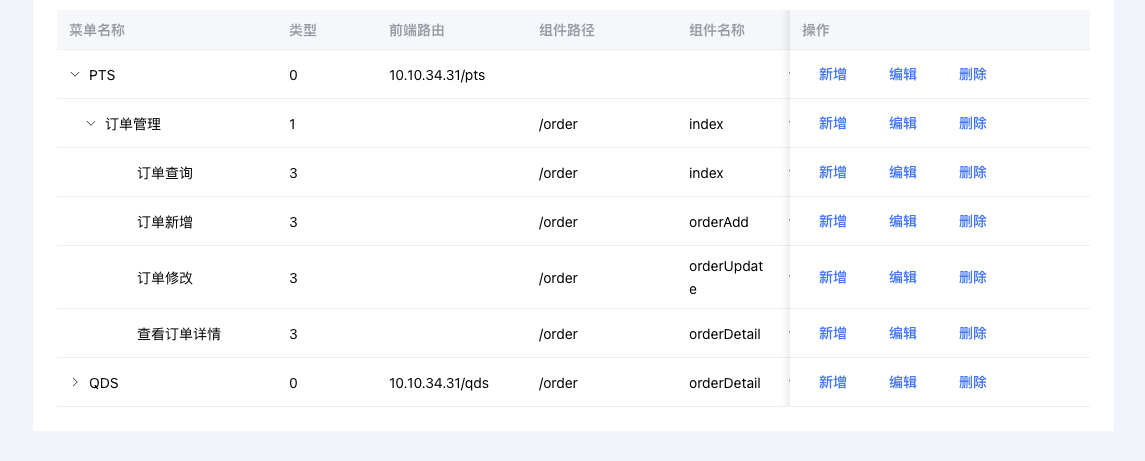 菜单名称 类型 前端路由 组件路径 组件名称 操作
PTS 0 10.10.34.31/pts 新增 编辑 删除
订单管理 1 /order index 新增 编辑 删除
订单查询 3 /order index 新增 编辑 删除
订单新增 3 /order orderAdd 新增 编辑 删除
订单修改 3 /order orderUpdat 新增 编辑 删除
e
查看订单详情 3 /order orderDetail 新增 编辑 删除
QDS 0 10.10.34.31/qds /order orderDetail 新增 编辑 删除